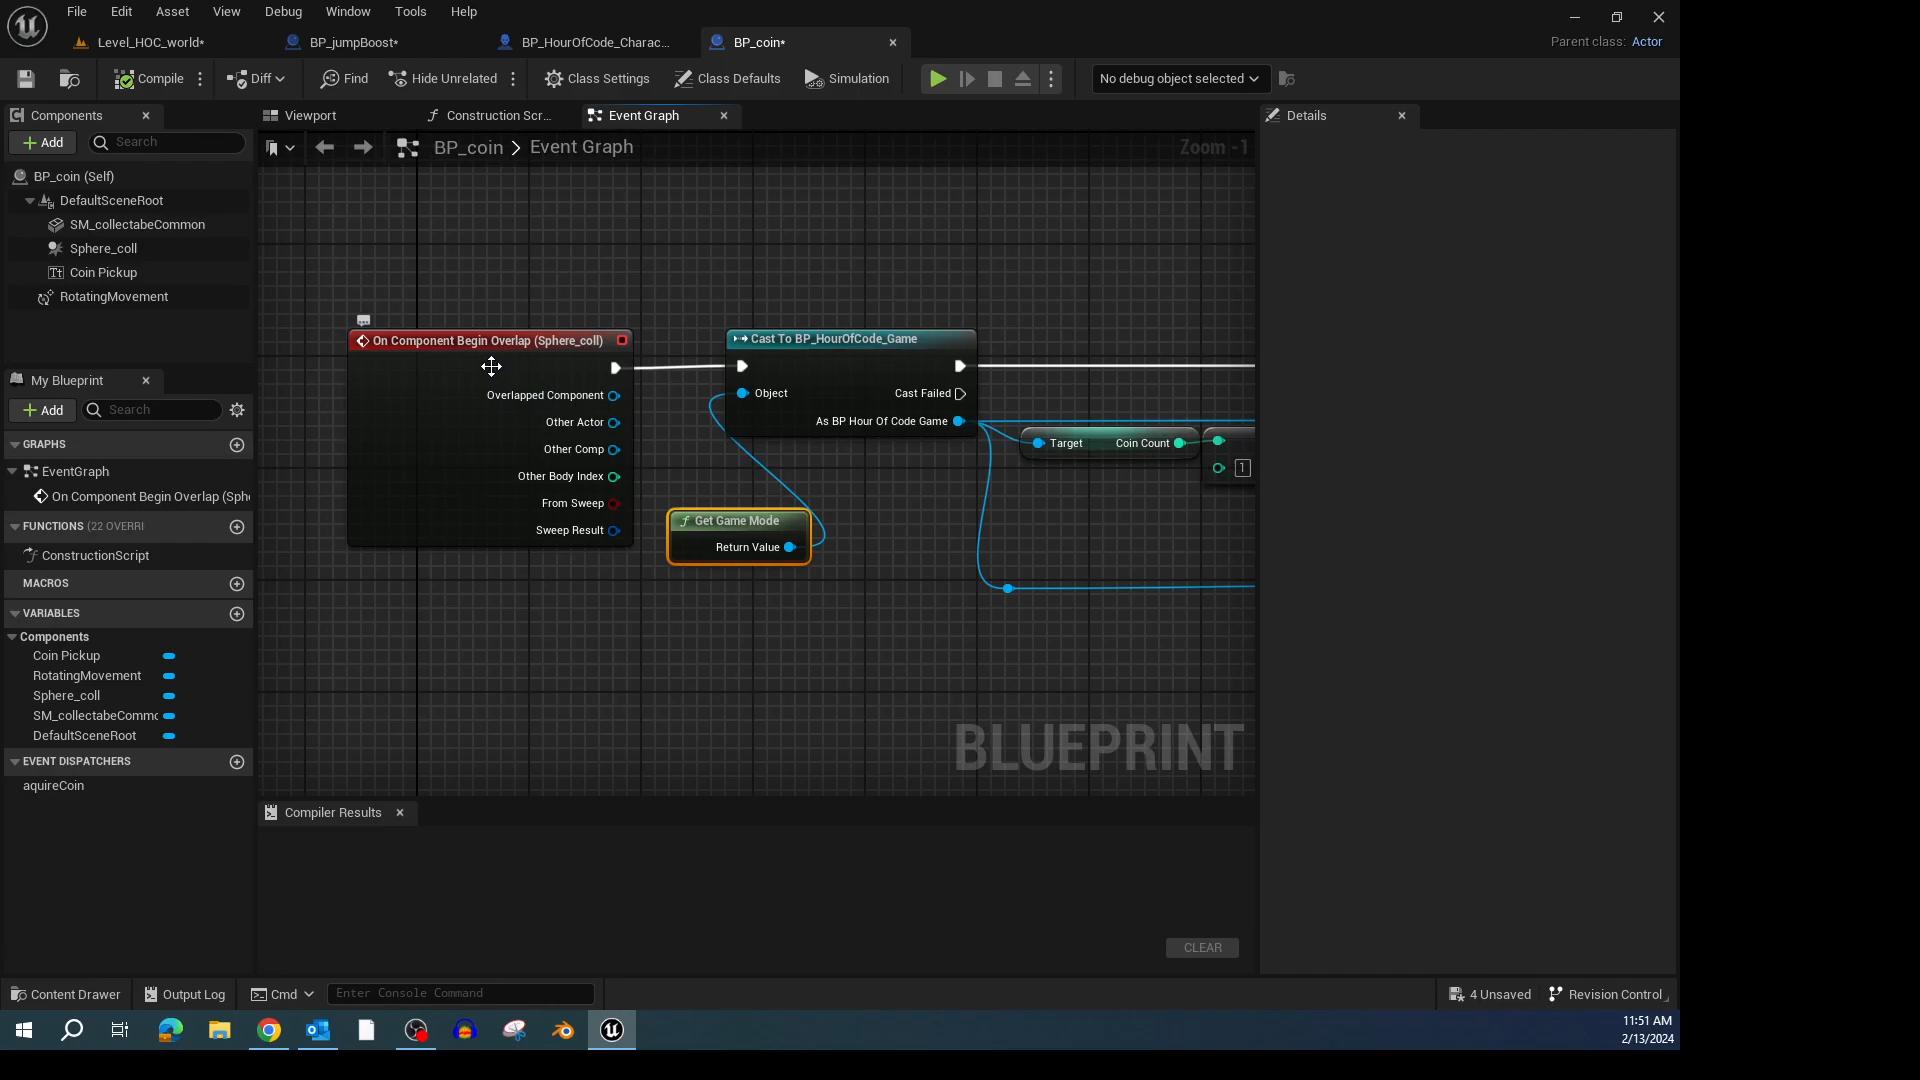 File Edit Asset View Debug Window Tools Help
Level_HOC_world* BP_jumpBoost* BP_HourOfCode_Charac... BP_coin* Parent class: Actor
Compile Diff Find Hide Unrelated Class Settings Class Defaults Simulation No debug object selected
Components Viewport Construction Scr... Event Graph Details
Add Search BP_coin > Event Graph Zoom -1
BP_coin (Self)
DefaultSceneRoot
SM_collectabeCommon
Sphere_coll
Coin Pickup
RotatingMovement
On Component Begin Overlap (Sphere_coll)
Overlapped Component
Other Actor
Other Comp
Other Body Index
From Sweep
Sweep Result
Cast To BP_HourOfCode_Game
Object Cast Failed
As BP Hour Of Code Game
Target Coin Count
1
Get Game Mode
Return Value
BLUEPRINT
My Blueprint
Add Search
GRAPHS
EventGraph
On Component Begin Overlap (Sphe
FUNCTIONS (22 OVERRI
ConstructionScript
MACROS
VARIABLES
Components
Coin Pickup
RotatingMovement
Sphere_coll
SM_collectabeCommo
DefaultSceneRoot
EVENT DISPATCHERS
aquireCoin
Compiler Results
CLEAR
Content Drawer Output Log Cmd Enter Console Command 4 Unsaved Revision Control
11:51 AM
2/13/2024